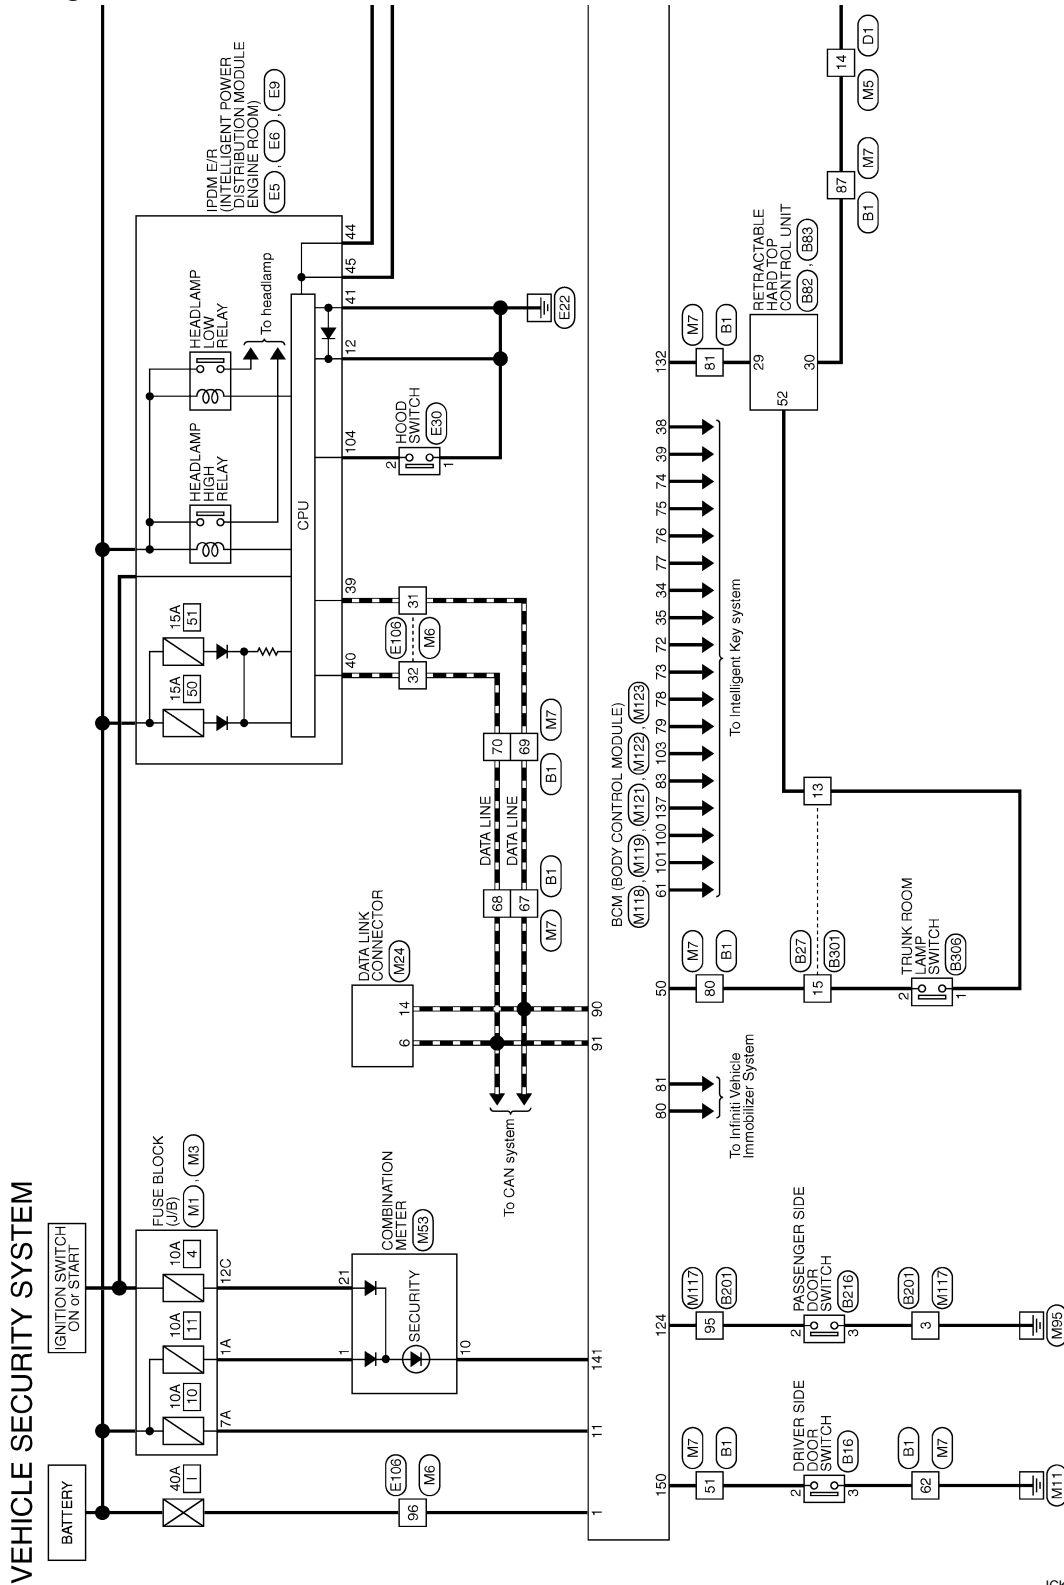 VEHICLE SECURITY SYSTEM
BATTERY
IGNITION SWITCH
ON or START
40A
I
FUSE BLOCK
(J/B)
M1 , M3
10A
10
10A
11
10A
4
7A
1A
12C
E106
96
M6
COMBINATION
METER
M53
1
21
SECURITY
10
1
11
141
DATA LINK
CONNECTOR
M24
6
14
91
90
To CAN system
68
67
M7
B1
DATA LINE
DATA LINE
70
69
B1
M7
E106
32
31
M6
40
39
IPDM E/R
(INTELLIGENT POWER
DISTRIBUTION MODULE
ENGINE ROOM)
E5 , E6 , E9
15A
50
15A
51
HEADLAMP
HIGH
RELAY
HEADLAMP
LOW
RELAY
To headlamp
CPU
104
12
41
45
44
HOOD
SWITCH
E30
2
1
E22
BCM (BODY CONTROL MODULE)
M118 , M119 , M121 , M122 , M123
150
124
80
81
50
61
101
100
137
83
103
79
78
73
72
35
34
77
76
75
74
39
38
132
To Infiniti Vehicle
Immobilizer System
To Intelligent Key system
M7
51
B1
DRIVER SIDE
DOOR
SWITCH
B16
2
3
B1
62
M7
M11
M117
95
B201
PASSENGER SIDE
DOOR
SWITCH
B216
2
3
B201
3
M117
M95
M7
80
B1
B27
15
B301
13
TRUNK ROOM
LAMP
SWITCH
B306
2
1
M7
81
B1
RETRACTABLE
HARD TOP
CONTROL UNIT
B82 , B83
29
52
30
87
B1
M7
14
M5
D1